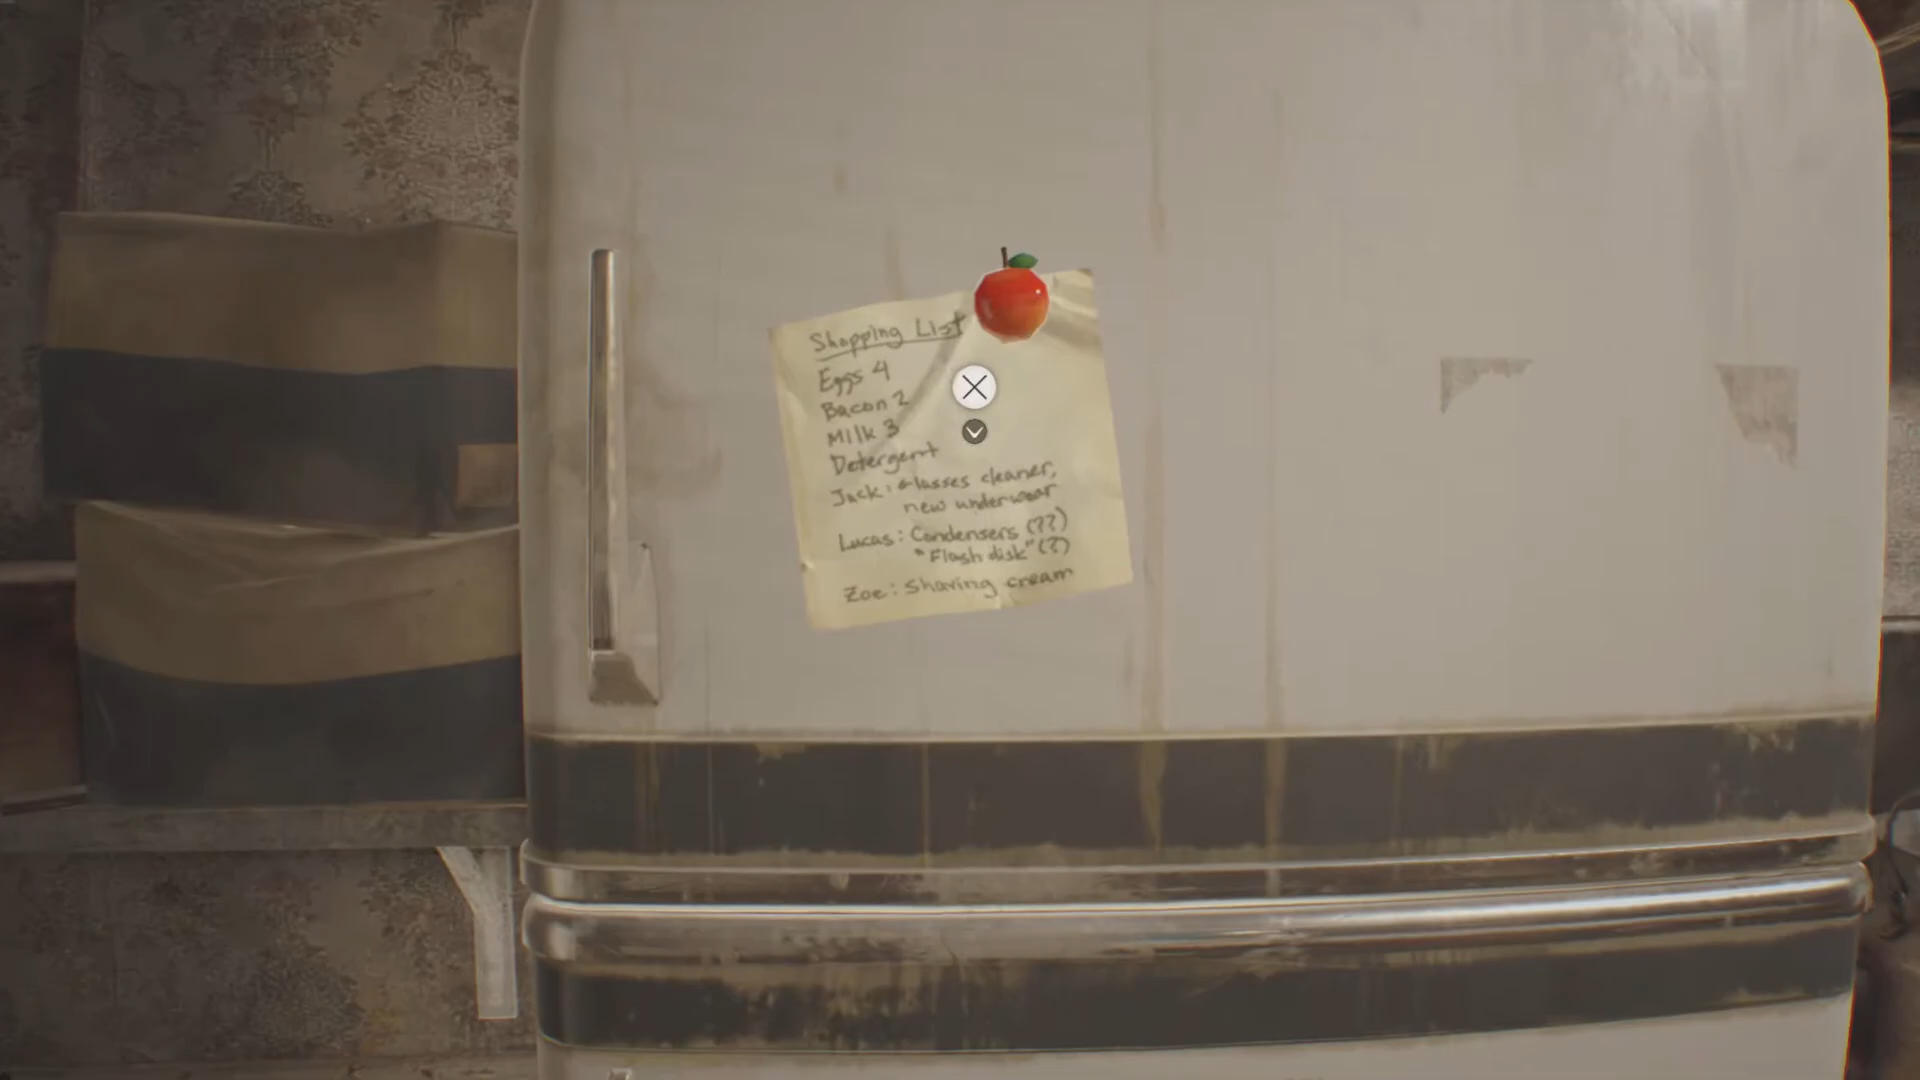 Shopping List
Eggs 4
Bacon 2
Milk 3
Detergent
Jack: Glasses cleaner,
new underwear
Lucas: Condensers (??)
"Flash disk" (?)
Zoe: Shaving cream